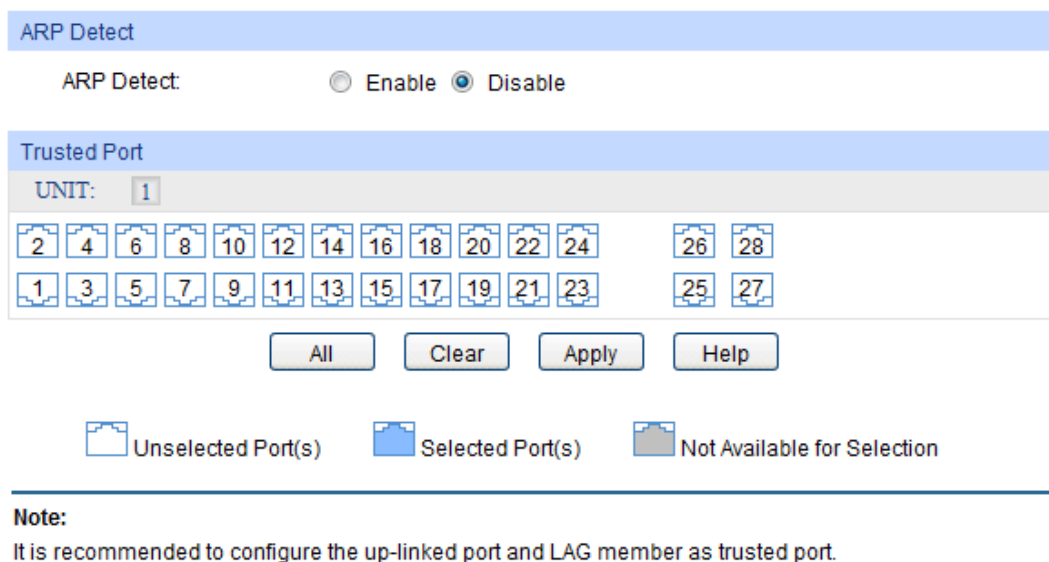 ARP Detect
ARP Detect: Enable Disable
Trusted Port
UNIT: 1
2 4 6 8 10 12 14 16 18 20 22 24 26 28
1 3 5 7 9 11 13 15 17 19 21 23 25 27
All Clear Apply Help
Unselected Port(s) Selected Port(s) Not Available for Selection
Note:
It is recommended to configure the up-linked port and LAG member as trusted port.